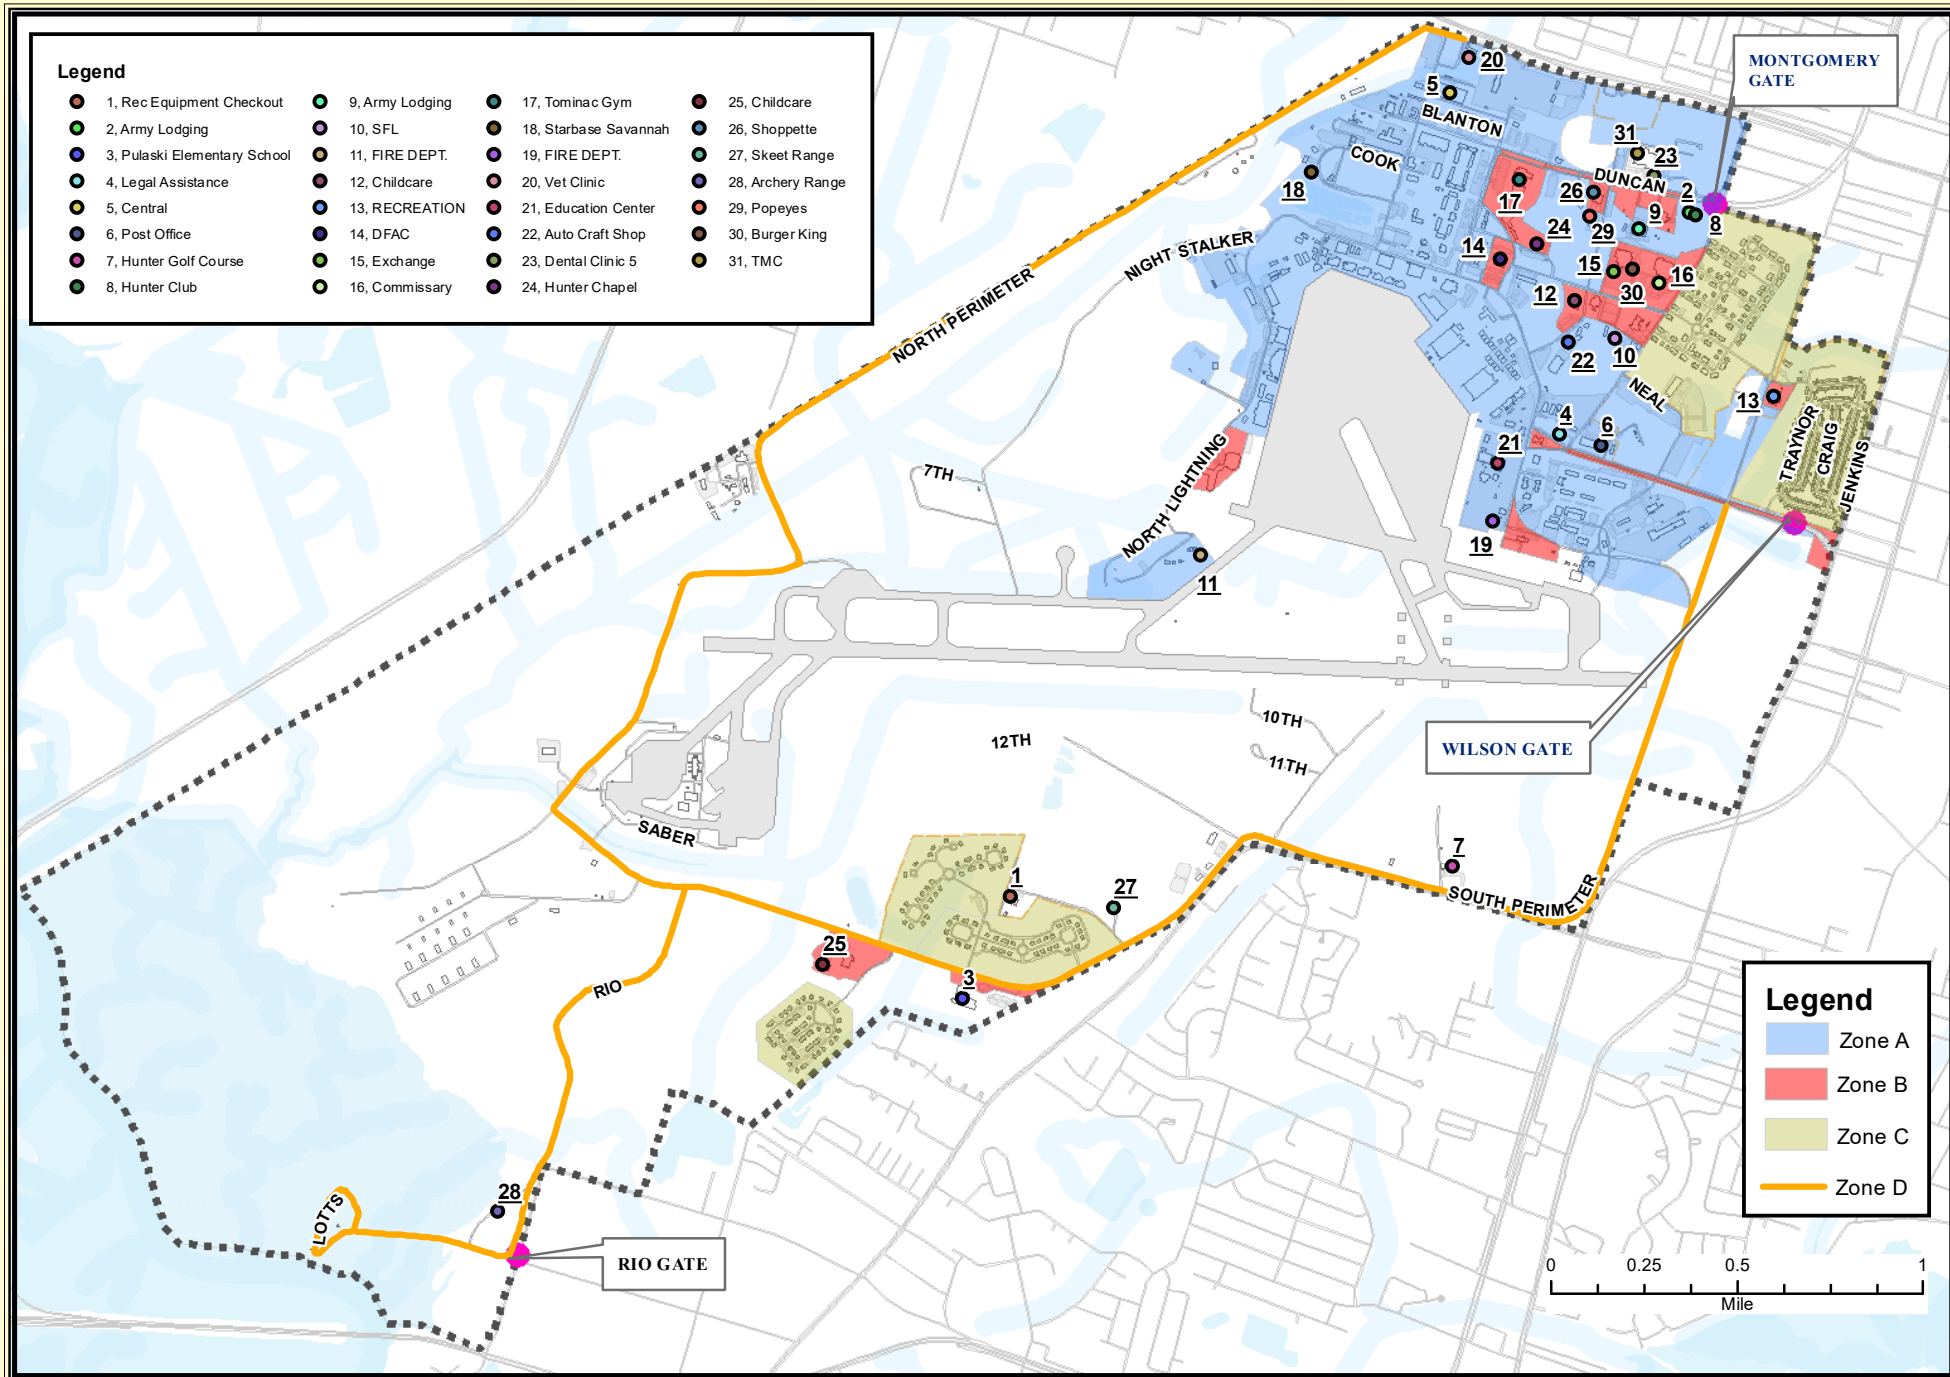 Legend
1, Rec Equipment Checkout
2, Army Lodging
3, Pulaski Elementary School
4, Legal Assistance
5, Central
6, Post Office
7, Hunter Golf Course
8, Hunter Club
9, Army Lodging
10, SFL
11, FIRE DEPT.
12, Childcare
13, RECREATION
14, DFAC
15, Exchange
16, Commissary
17, Tominac Gym
18, Starbase Savannah
19, FIRE DEPT.
20, Vet Clinic
21, Education Center
22, Auto Craft Shop
23, Dental Clinic 5
24, Hunter Chapel
25, Childcare
26, Shoppette
27, Skeet Range
28, Archery Range
29, Popeyes
30, Burger King
31, TMC
MONTGOMERY
GATE
20
5
BLANTON
31
COOK
23
DUNCAN
18
26
2
17
9
8
24
29
NIGHT STALKER
14
15
16
NORTH PERIMETER
12
30
22
10
NEAL
13
4
6
TRAYNOR
CRAIG
JENKINS
21
7TH
NORTH LIGHTNING
19
11
10TH
12TH
11TH
WILSON GATE
SABER
7
1
27
SOUTH PERIMETER
25
3
RIO
28
LOTTS
RIO GATE
Legend
Zone A
Zone B
Zone C
Zone D
0 0.25 0.5 1
Mile